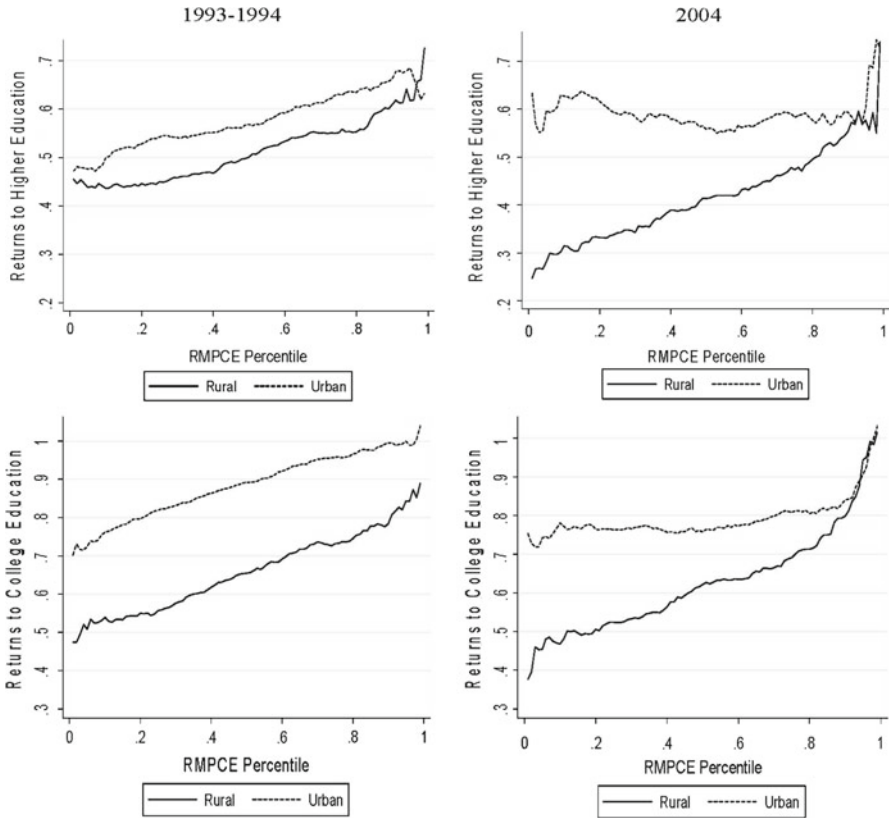 1993-1994
Returns to Higher Education
.7
.6
.5
.4
.3
.2
0 .2 .4 .6 .8 1
RMPCE Percentile
Rural Urban
2004
Returns to Higher Education
.7
.6
.5
.4
.3
.2
0 .2 .4 .6 .8 1
RMPCE Percentile
Rural Urban
Returns to College Education
1
.9
.8
.7
.6
.5
.4
.3
0 .2 .4 .6 .8 1
RMPCE Percentile
Rural Urban
Returns to College Education
1
.9
.8
.7
.6
.5
.4
.3
0 .2 .4 .6 .8 1
RMPCE Percentile
Rural Urban